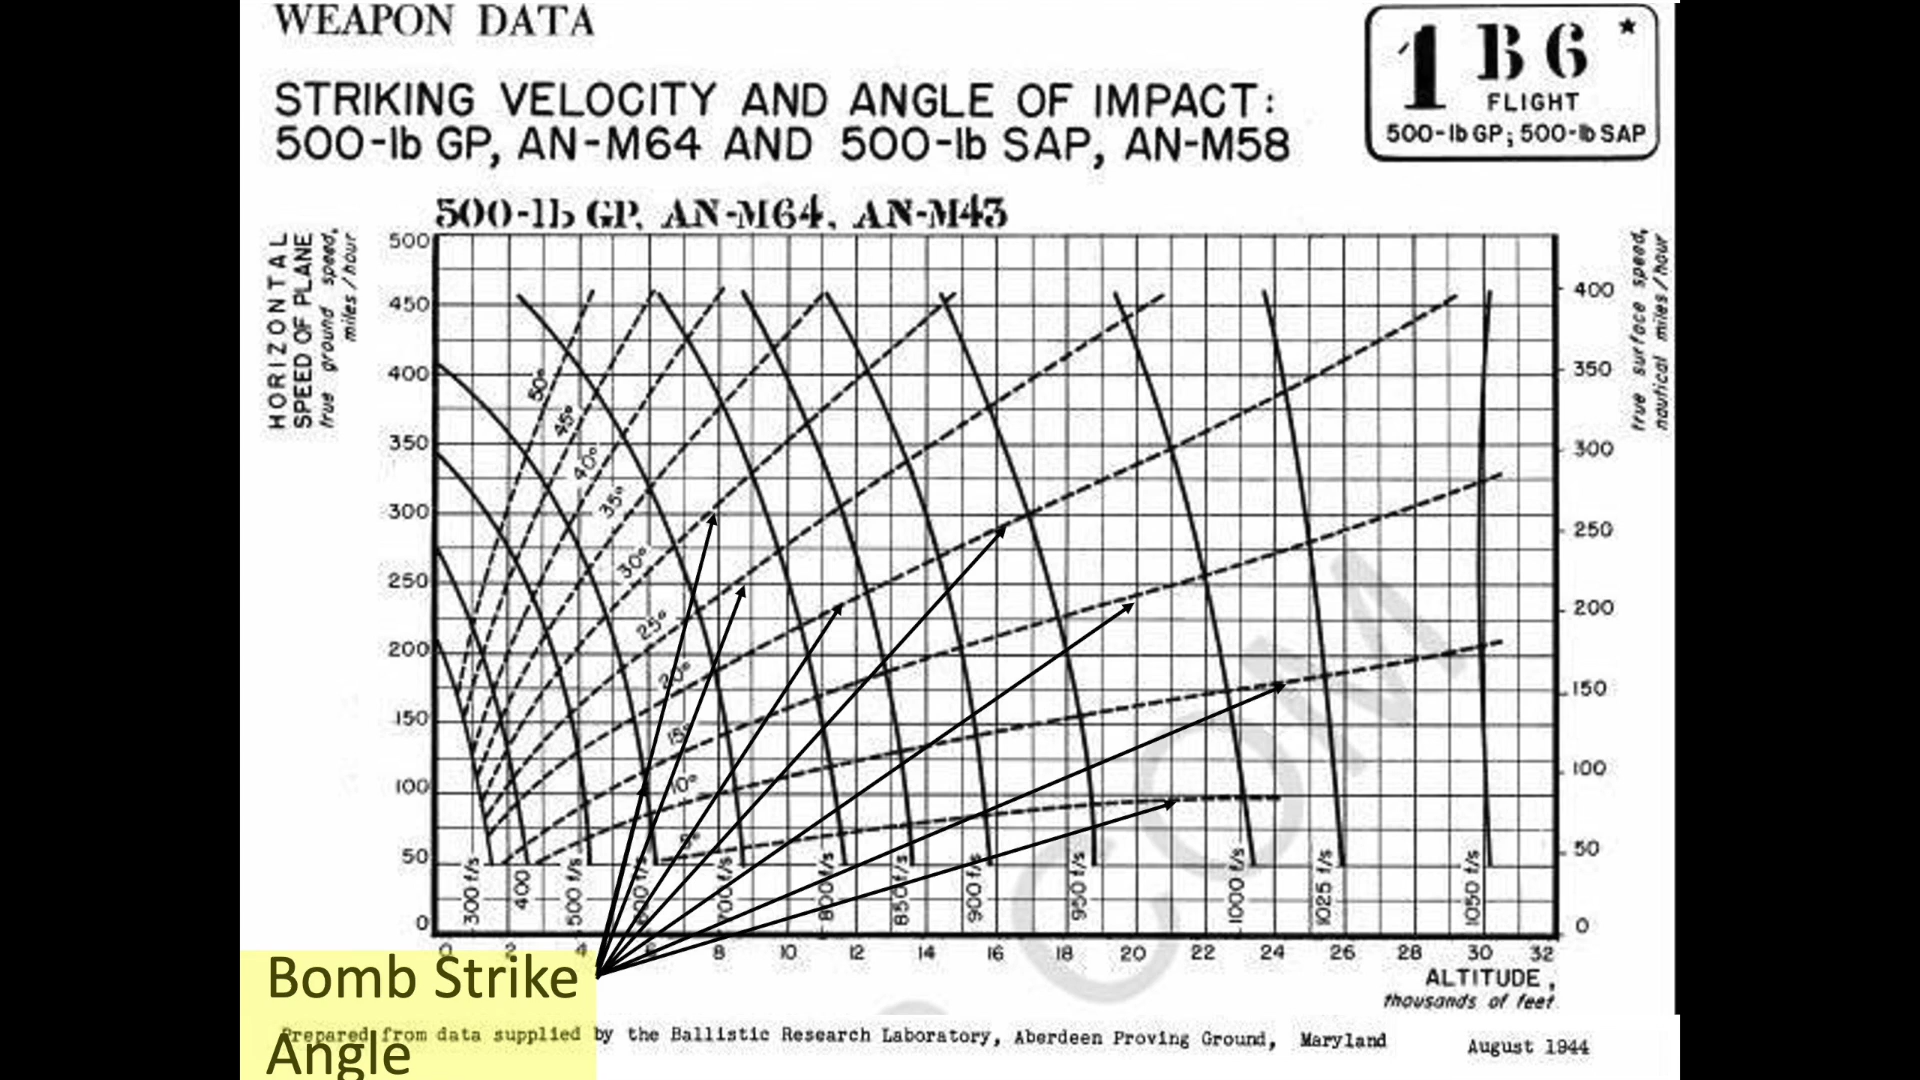 WEAPON DATA
1 B6 *
FLIGHT
500-lb GP; 500-lb SAP
STRIKING VELOCITY AND ANGLE OF IMPACT:
500-lb GP, AN-M64 AND 500-lb SAP, AN-M58
500-lb GP, AN-M64, AN-M43
HORIZONTAL
SPEED OF PLANE
true ground speed,
miles/hour
500
450
400
350
300
250
200
150
100
50
0
true surface speed,
nautical miles/hour
400
350
300
250
200
150
100
50
0
50°
45°
40°
35°
30°
25°
20°
15°
10°
5°
300 f/s
400
500 f/s
600 f/s
700 f/s
800 f/s
850 f/s
900 f/s
950 f/s
1000 f/s
1025 f/s
1050 f/s
0 2 4 6 8 10 12 14 16 18 20 22 24 26 28 30 32
ALTITUDE,
thousands of feet
COM
Bomb Strike
Angle
Prepared from data supplied by the Ballistic Research Laboratory, Aberdeen Proving Ground, Maryland
August 1944